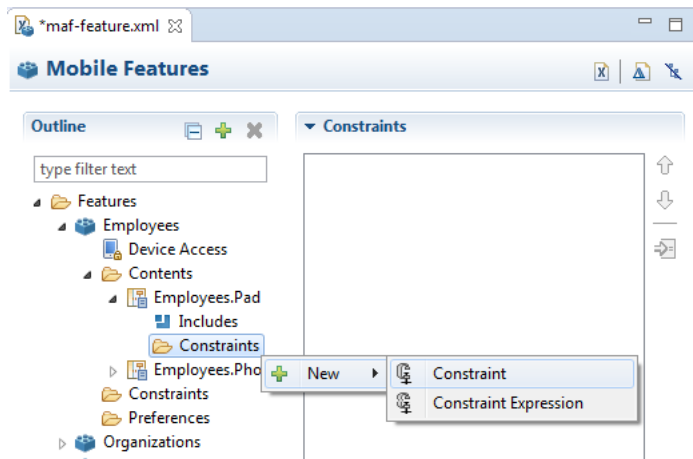 *maf-feature.xml
Mobile Features
Outline
Constraints
type filter text
Features
Employees
Device Access
Contents
Employees.Pad
Includes
Constraints
Employees.Pho
New
Constraint
Constraint Expression
Constraints
Preferences
Organizations